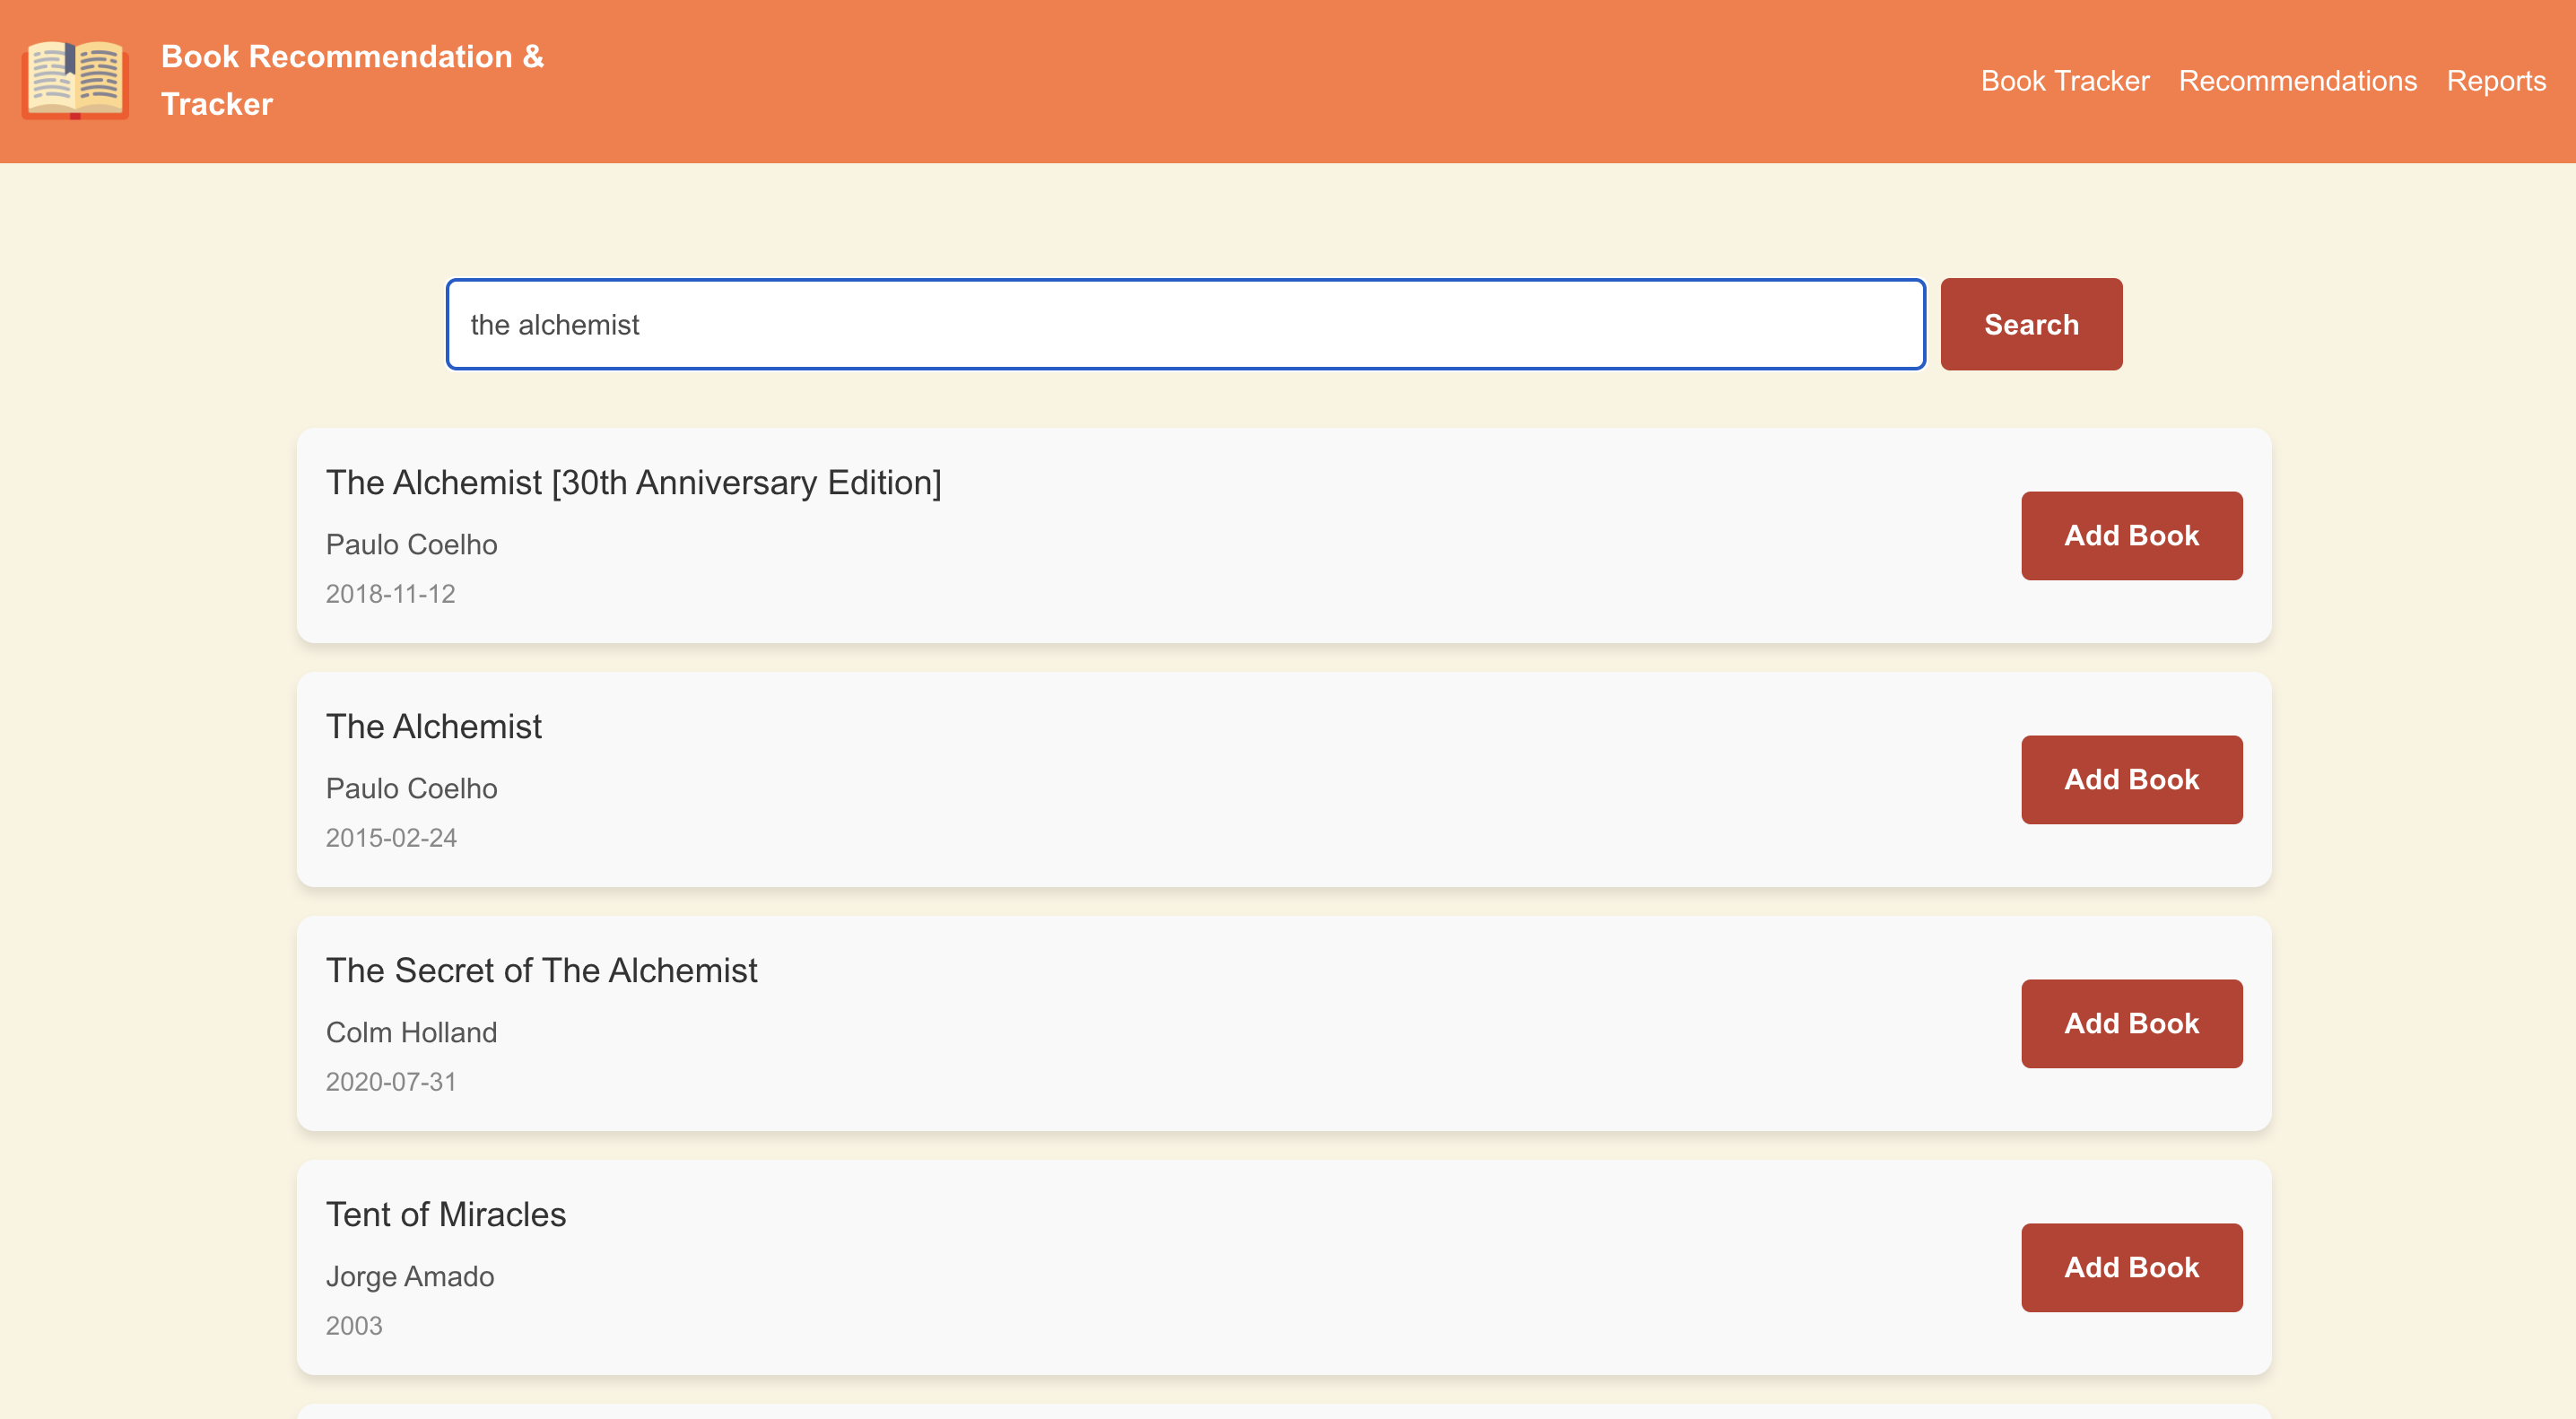 Book Recommendation &
Tracker
Book Tracker Recommendations Reports
the alchemist
Search
The Alchemist [30th Anniversary Edition]
Paulo Coelho
2018-11-12
Add Book
The Alchemist
Paulo Coelho
2015-02-24
Add Book
The Secret of The Alchemist
Colm Holland
2020-07-31
Add Book
Tent of Miracles
Jorge Amado
2003
Add Book